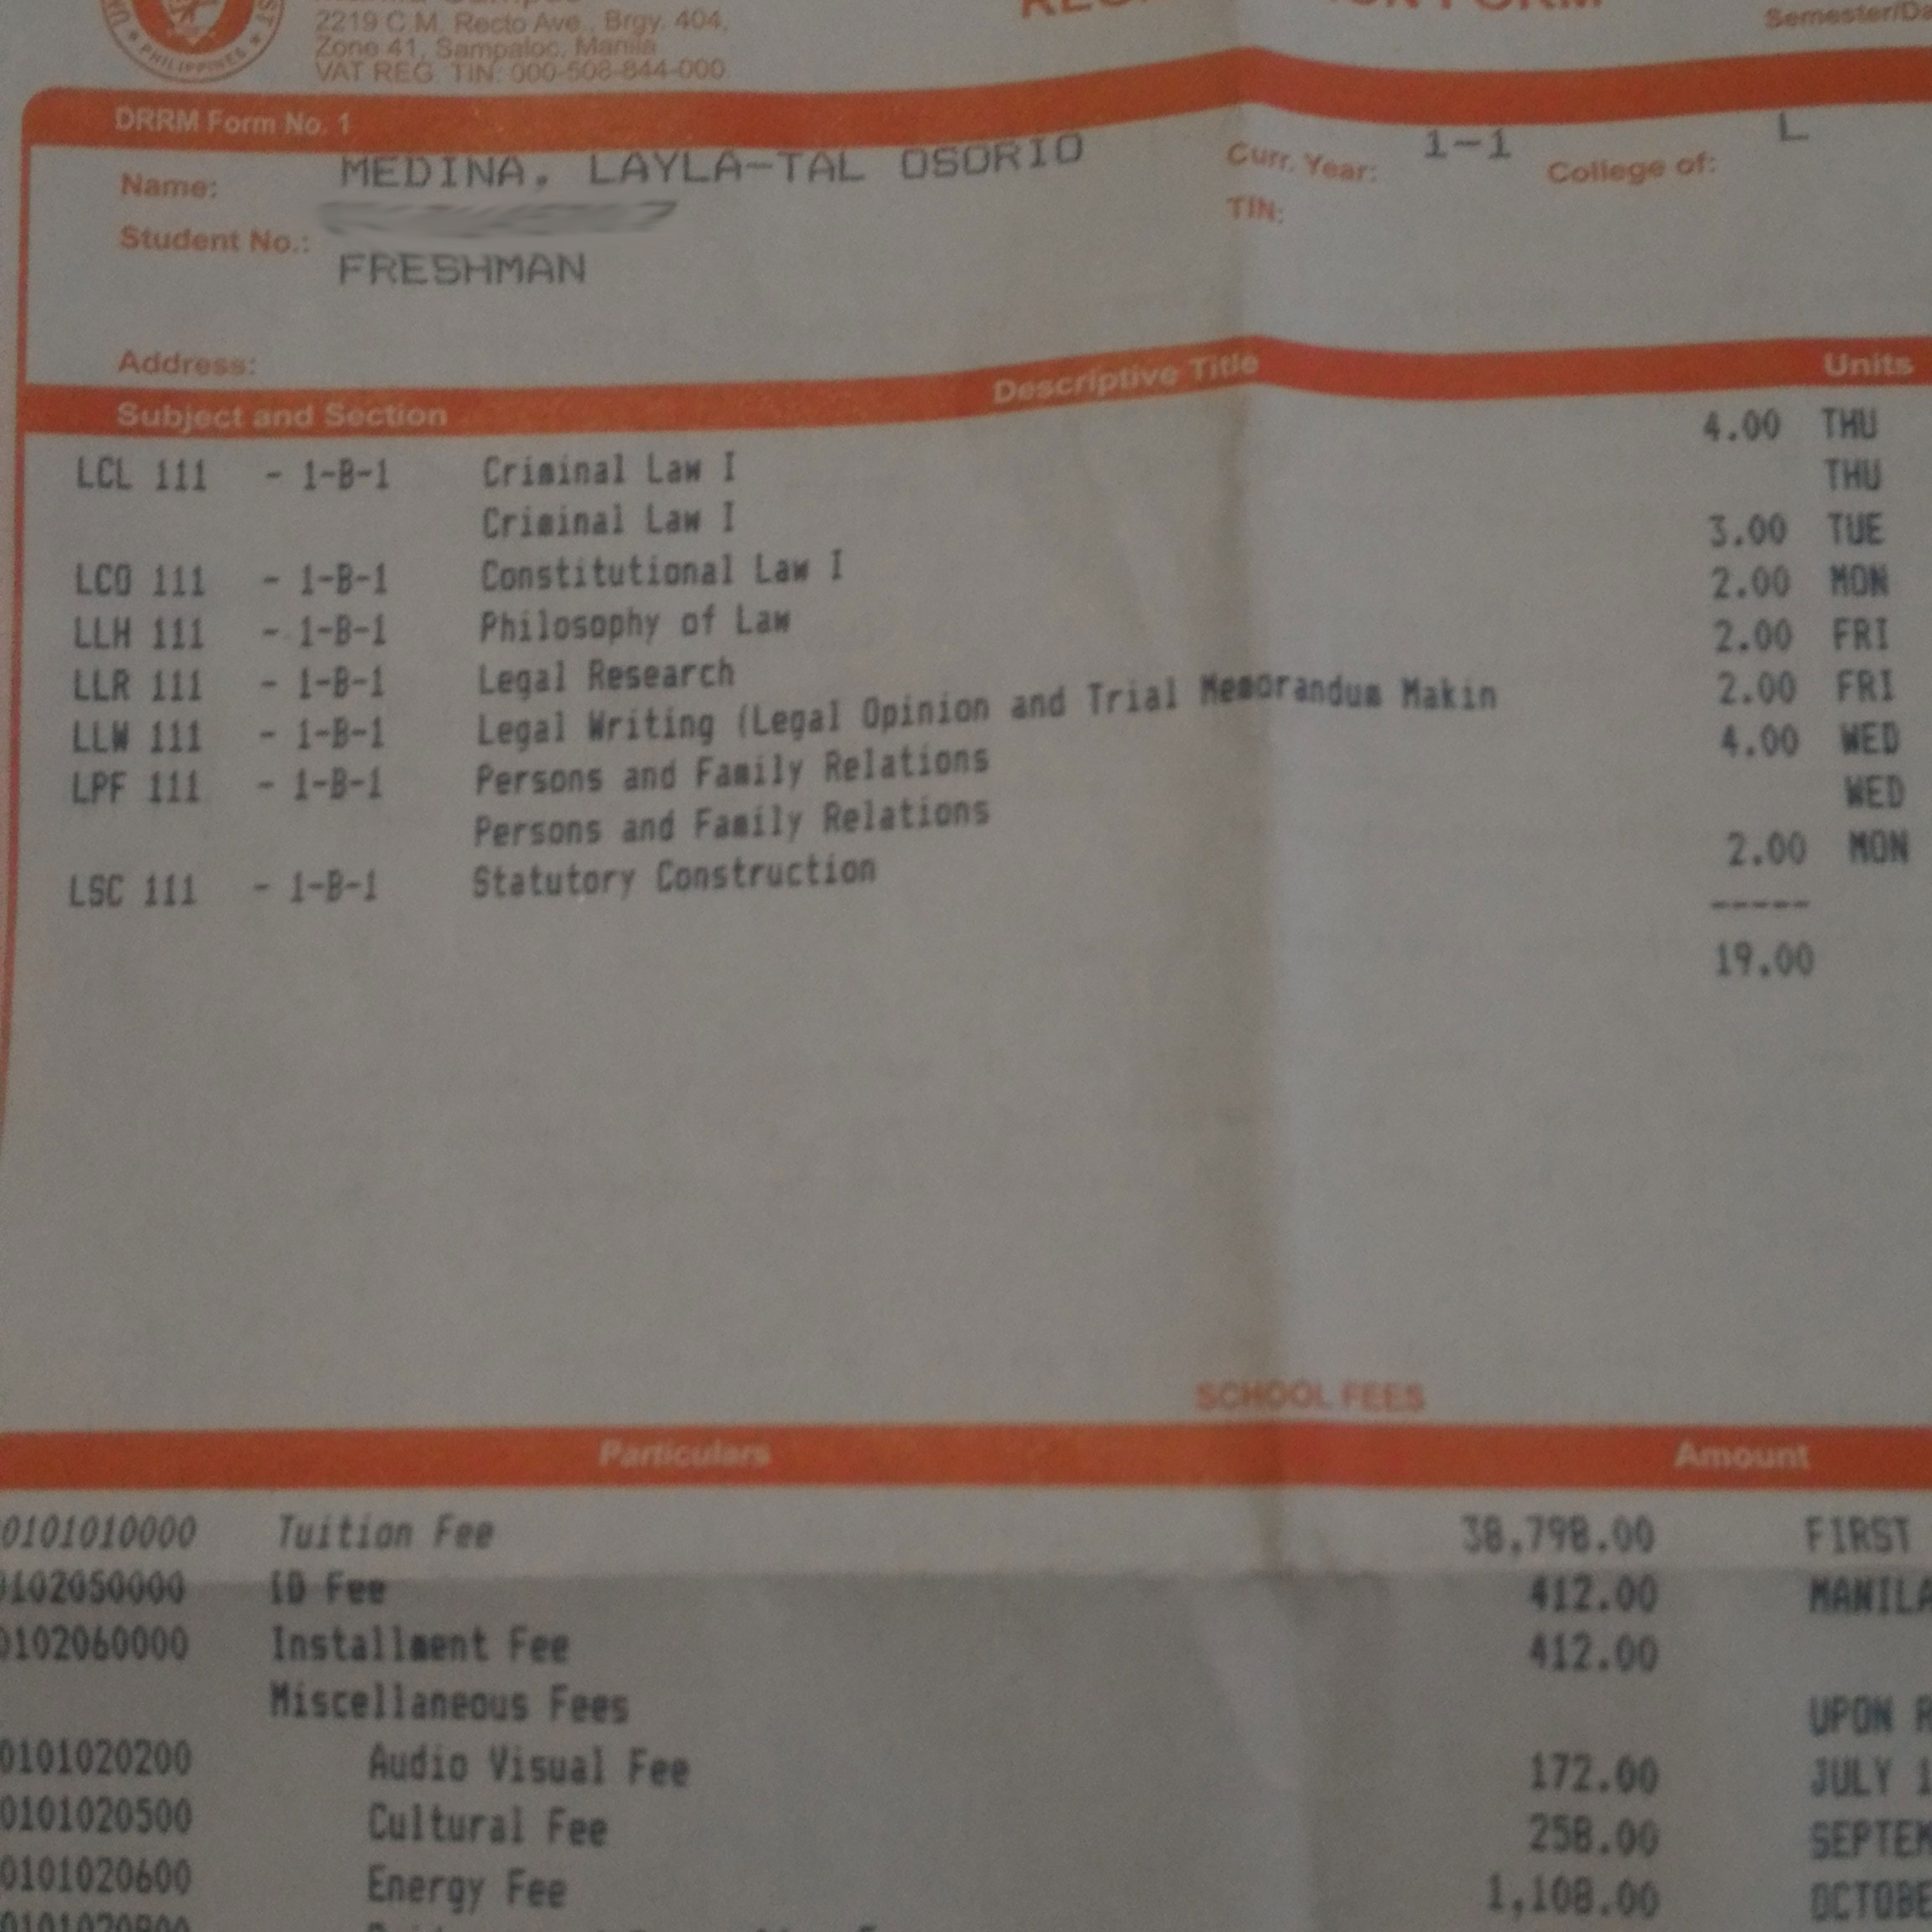 2219 C.M. Recto Ave., Brgy. 404,
Zone 41, Sampaloc, Manila
VAT REG. TIN: 000-508-844-000
PHILIPPINES
FORM
DRRM Form No. 1
Name: MEDINA, LAYLA-TAL OSORIO Curr. Year: 1-1 College of: L
Student No.: TIN:
FRESHMAN
Address:
Subject and Section Descriptive Title Units
LCL 111 - 1-B-1 Criminal Law I 4.00 THU
Criminal Law I THU
LCO 111 - 1-B-1 Constitutional Law I 3.00 TUE
LLH 111 - 1-B-1 Philosophy of Law 2.00 MON
LLR 111 - 1-B-1 Legal Research 2.00 FRI
LLW 111 - 1-B-1 Legal Writing (Legal Opinion and Trial Memorandum Makin 2.00 FRI
LPF 111 - 1-B-1 Persons and Family Relations 4.00 WED
Persons and Family Relations WED
LSC 111 - 1-B-1 Statutory Construction 2.00 MON
-----
19.00
SCHOOL FEES
Particulars Amount
0101010000 Tuition Fee 38,798.00 FIRST
0102050000 ID Fee 412.00 MANILA
0102060000 Installment Fee 412.00
Miscellaneous Fees UPON R
0101020200 Audio Visual Fee 172.00 JULY 1
0101020500 Cultural Fee 258.00 SEPTEM
0101020600 Energy Fee 1,108.00 OCTOBE